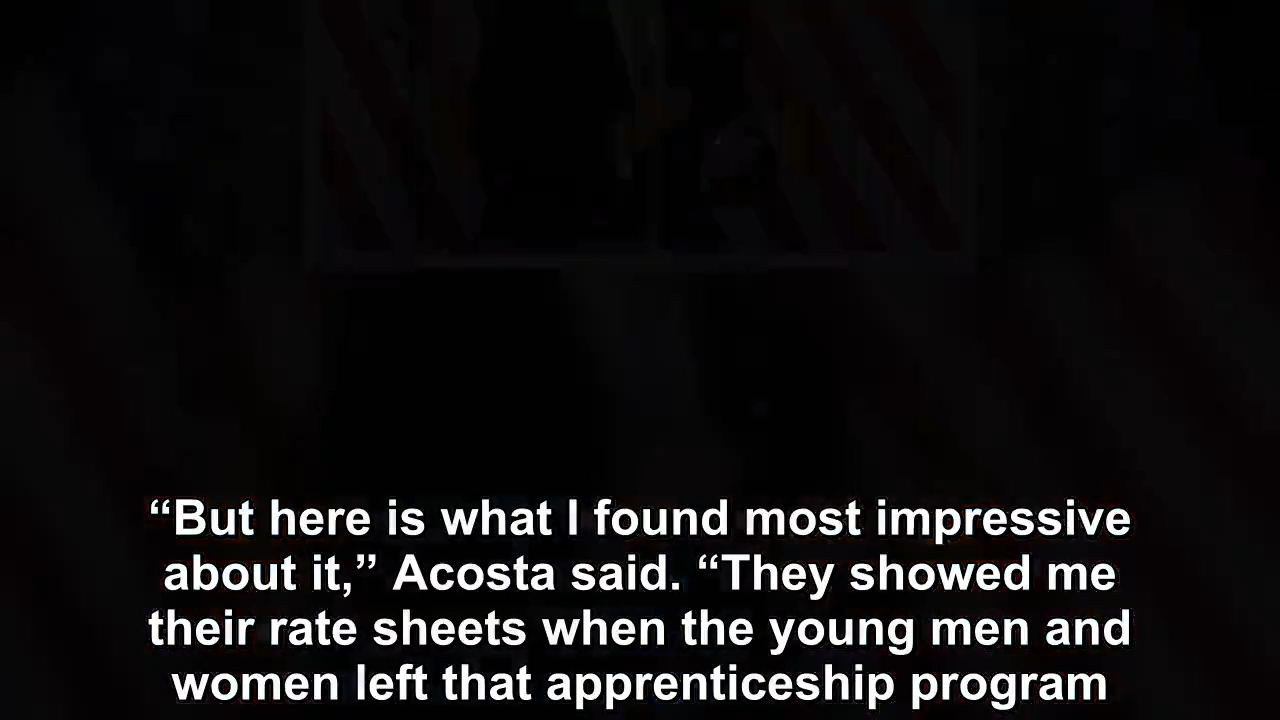 “But here is what I found most impressive
about it,” Acosta said. “They showed me
their rate sheets when the young men and
women left that apprenticeship program